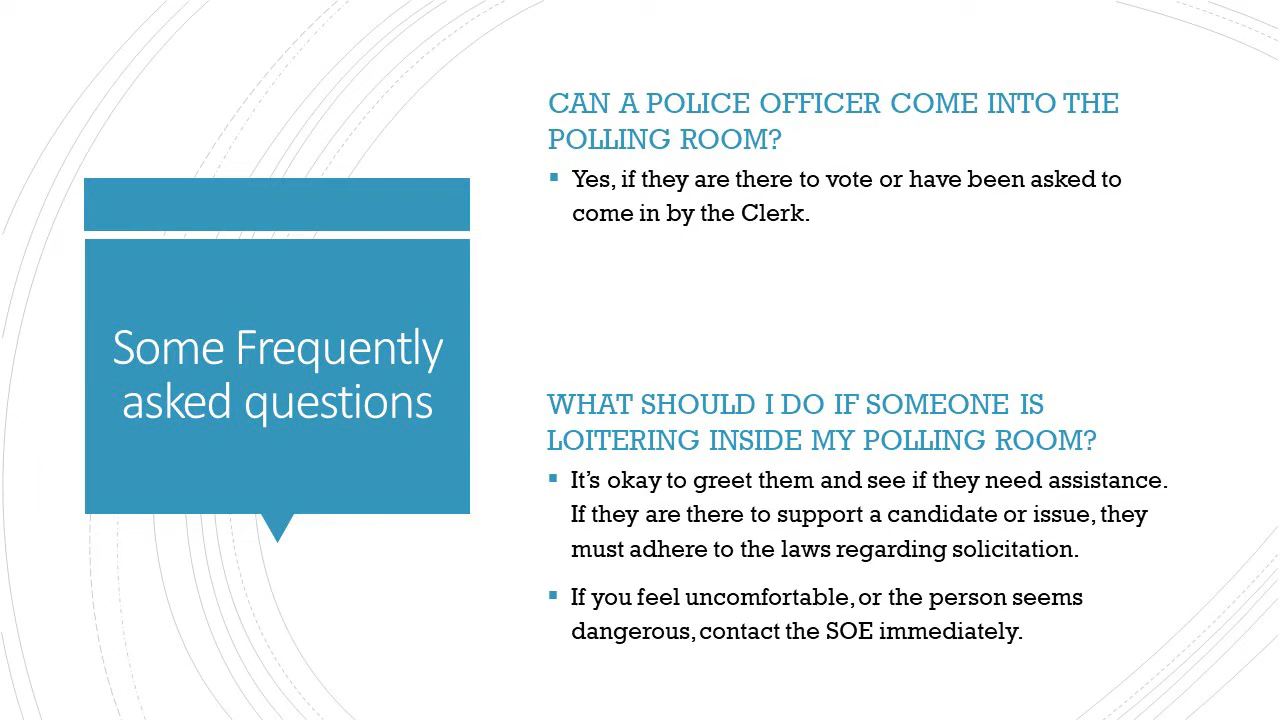 Some Frequently
asked questions
CAN A POLICE OFFICER COME INTO THE
POLLING ROOM?
▪ Yes, if they are there to vote or have been asked to
come in by the Clerk.
WHAT SHOULD I DO IF SOMEONE IS
LOITERING INSIDE MY POLLING ROOM?
▪ It’s okay to greet them and see if they need assistance.
If they are there to support a candidate or issue, they
must adhere to the laws regarding solicitation.
▪ If you feel uncomfortable, or the person seems
dangerous, contact the SOE immediately.